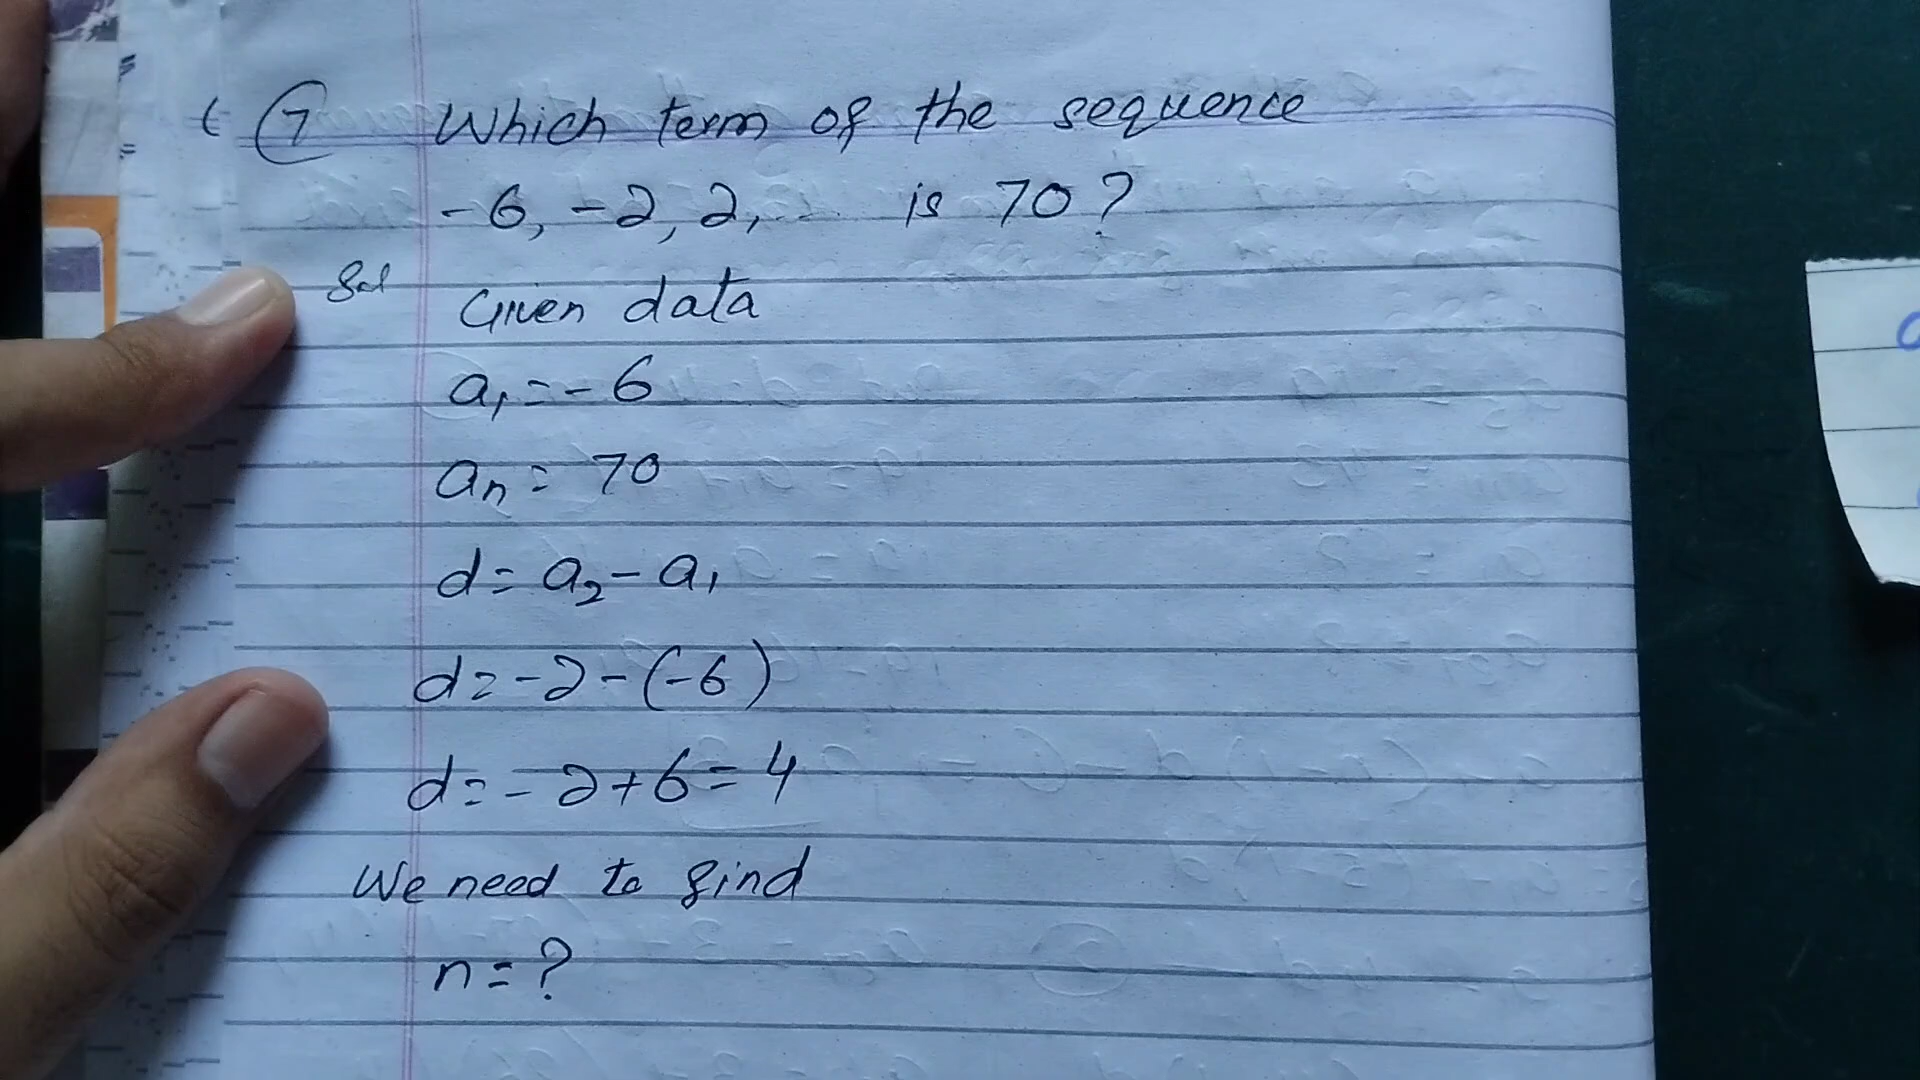 7 Which term of the sequence
-6, -2, 2, ... is 70?
Sol Given data
a₁ = -6
aₙ = 70
d = a₂ - a₁
d = -2 - (-6)
d = -2 + 6 = 4
We need to find
n = ?